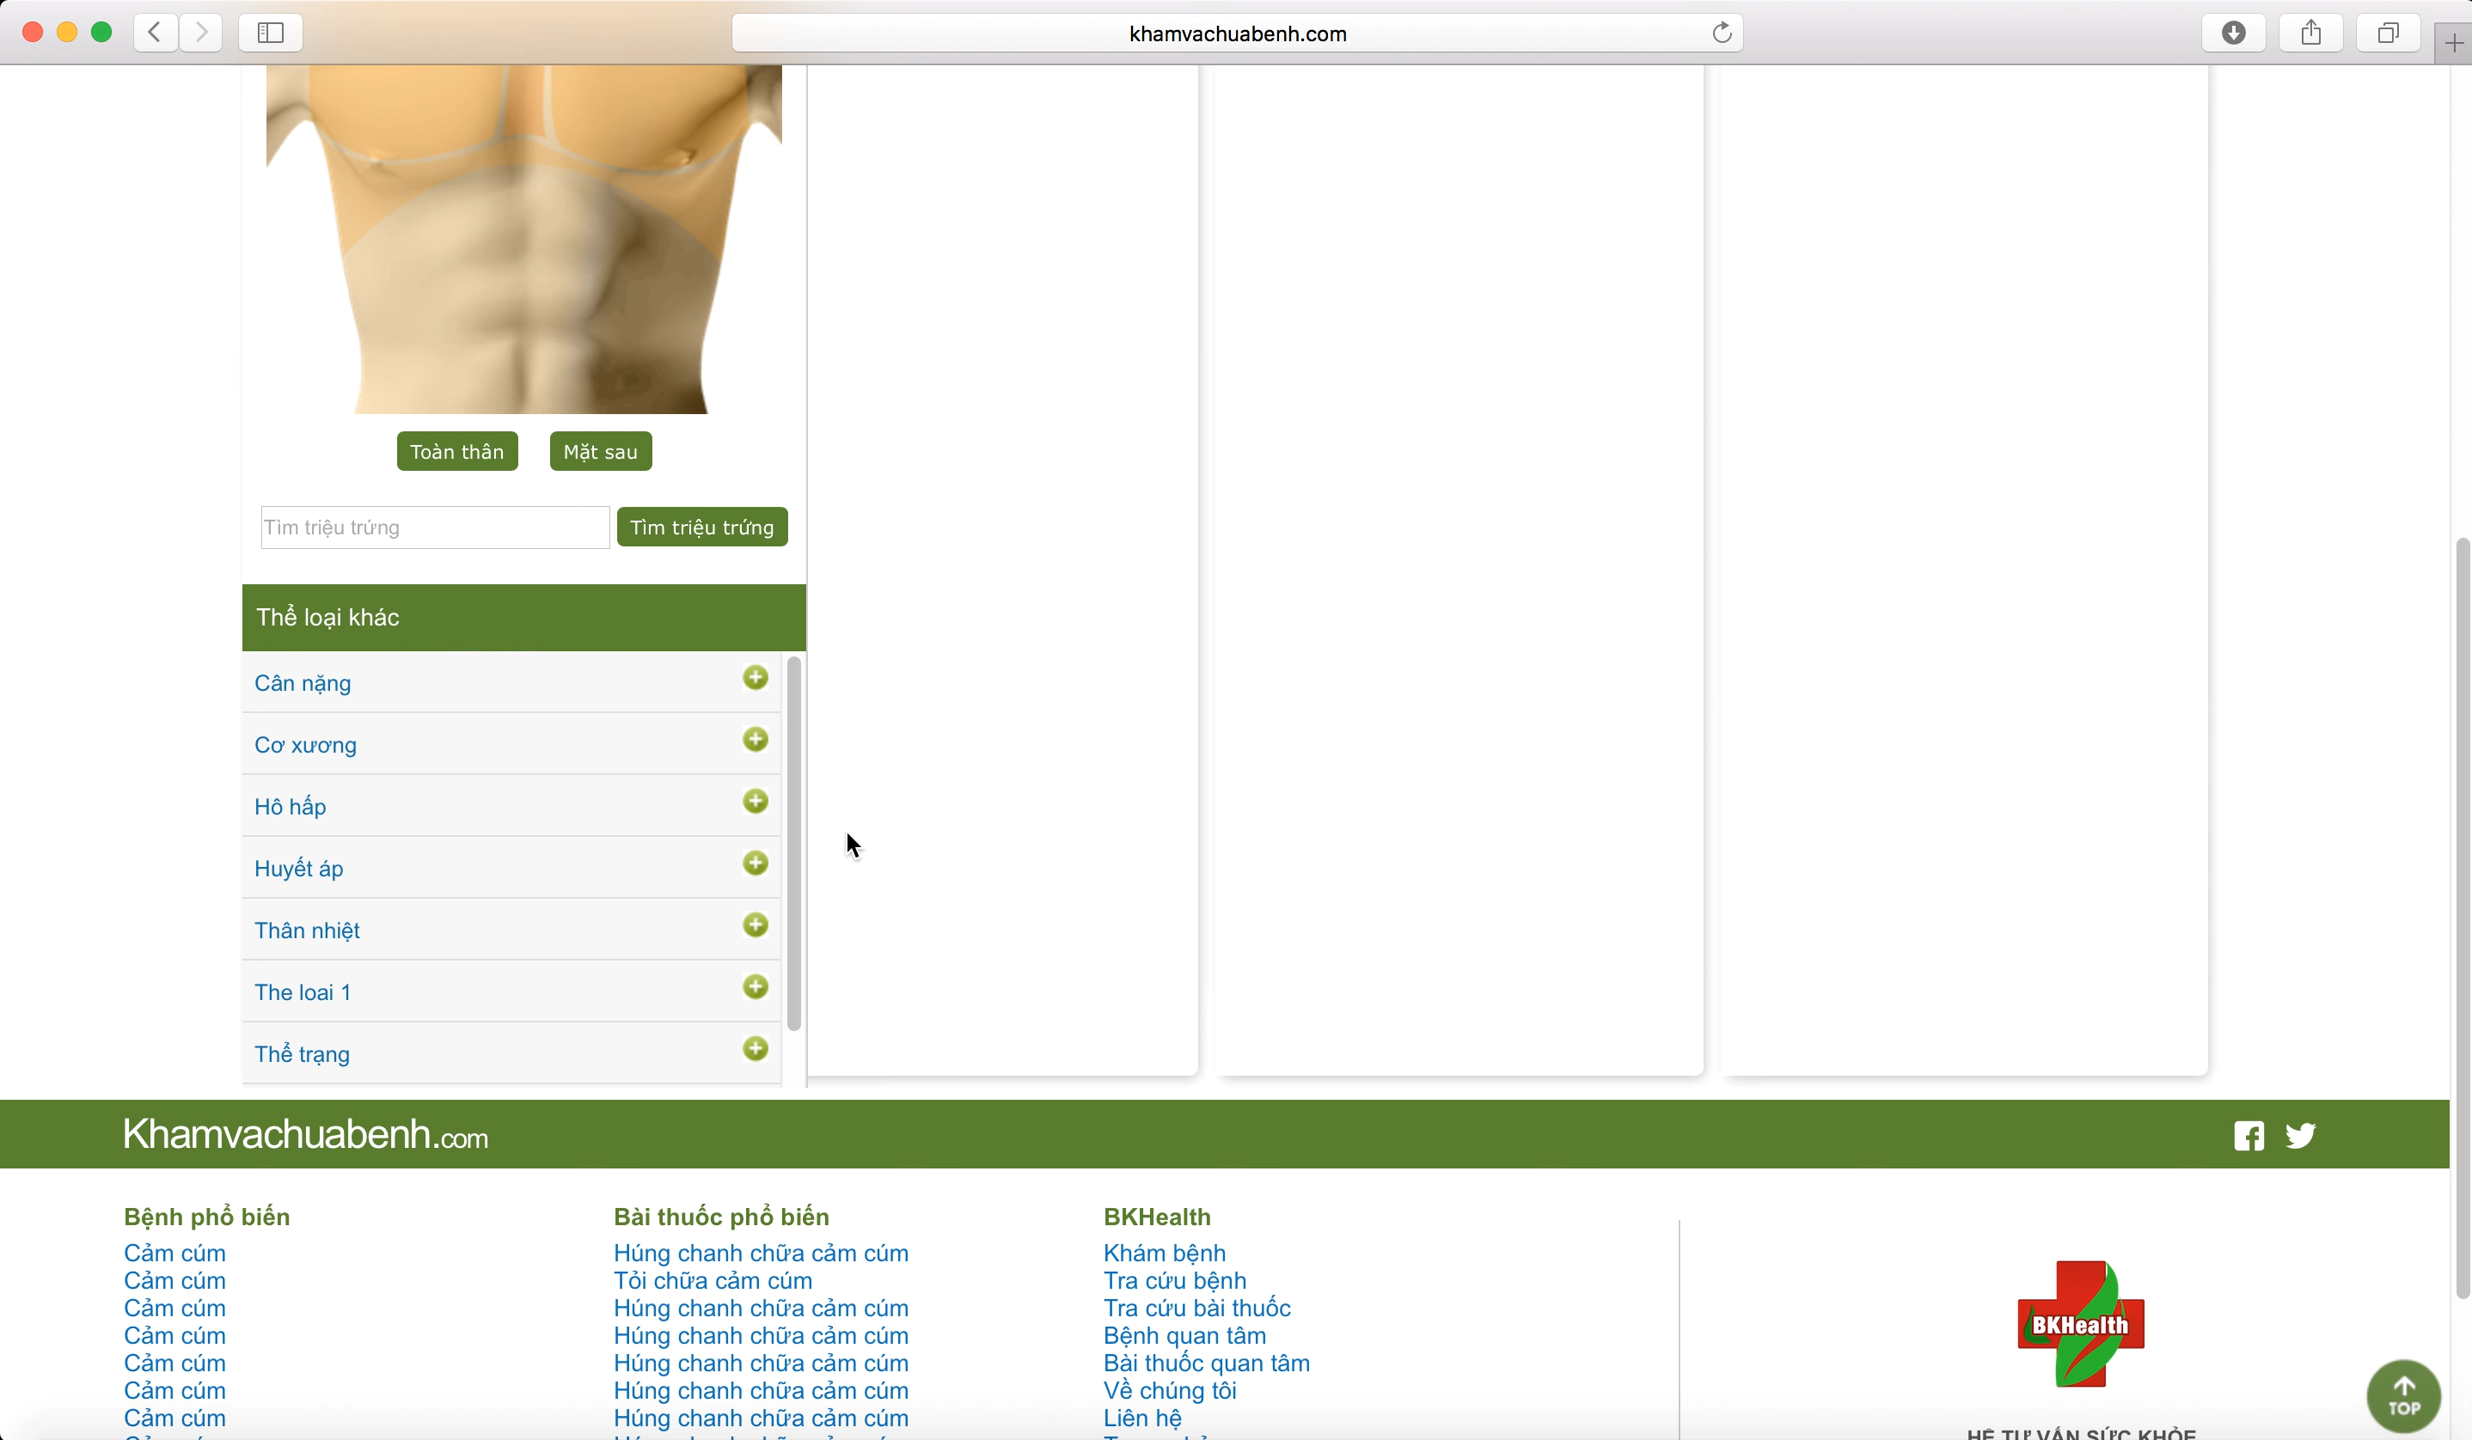 khamvachuabenh.com
Toàn thân
Mặt sau
Tìm triệu trứng
Tìm triệu trứng
Thể loại khác
Cân nặng
Cơ xương
Hô hấp
Huyết áp
Thân nhiệt
The loai 1
Thể trạng
Khamvachuabenh.com
Bệnh phổ biến
Cảm cúm
Cảm cúm
Cảm cúm
Cảm cúm
Cảm cúm
Cảm cúm
Cảm cúm
Bài thuốc phổ biến
Húng chanh chữa cảm cúm
Tỏi chữa cảm cúm
Húng chanh chữa cảm cúm
Húng chanh chữa cảm cúm
Húng chanh chữa cảm cúm
Húng chanh chữa cảm cúm
Húng chanh chữa cảm cúm
BKHealth
Khám bệnh
Tra cứu bệnh
Tra cứu bài thuốc
Bệnh quan tâm
Bài thuốc quan tâm
Về chúng tôi
Liên hệ
BKHealth
HỆ TƯ VẤN SỨC KHỎE
TOP